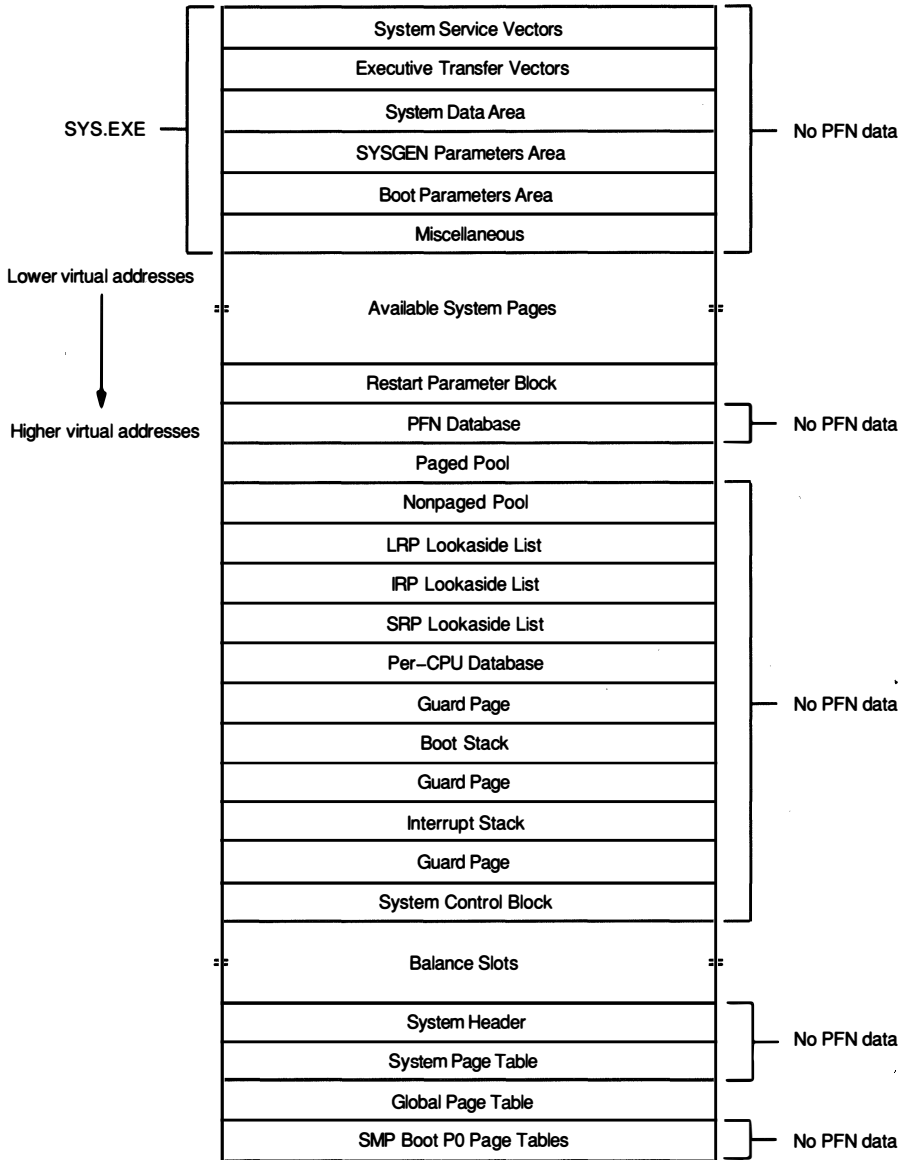 System Service Vectors
Executive Transfer Vectors
System Data Area
SYS.EXE
No PFN data
SYSGEN Parameters Area
Boot Parameters Area
Miscellaneous
Lower virtual addresses
Available System Pages
Restart Parameter Block
Higher virtual addresses
PFN Database
No PFN data
Paged Pool
Nonpaged Pool
LRP Lookaside List
IRP Lookaside List
SRP Lookaside List
Per-CPU Database
Guard Page
No PFN data
Boot Stack
Guard Page
Interrupt Stack
Guard Page
System Control Block
Balance Slots
System Header
No PFN data
System Page Table
Global Page Table
SMP Boot P0 Page Tables
No PFN data